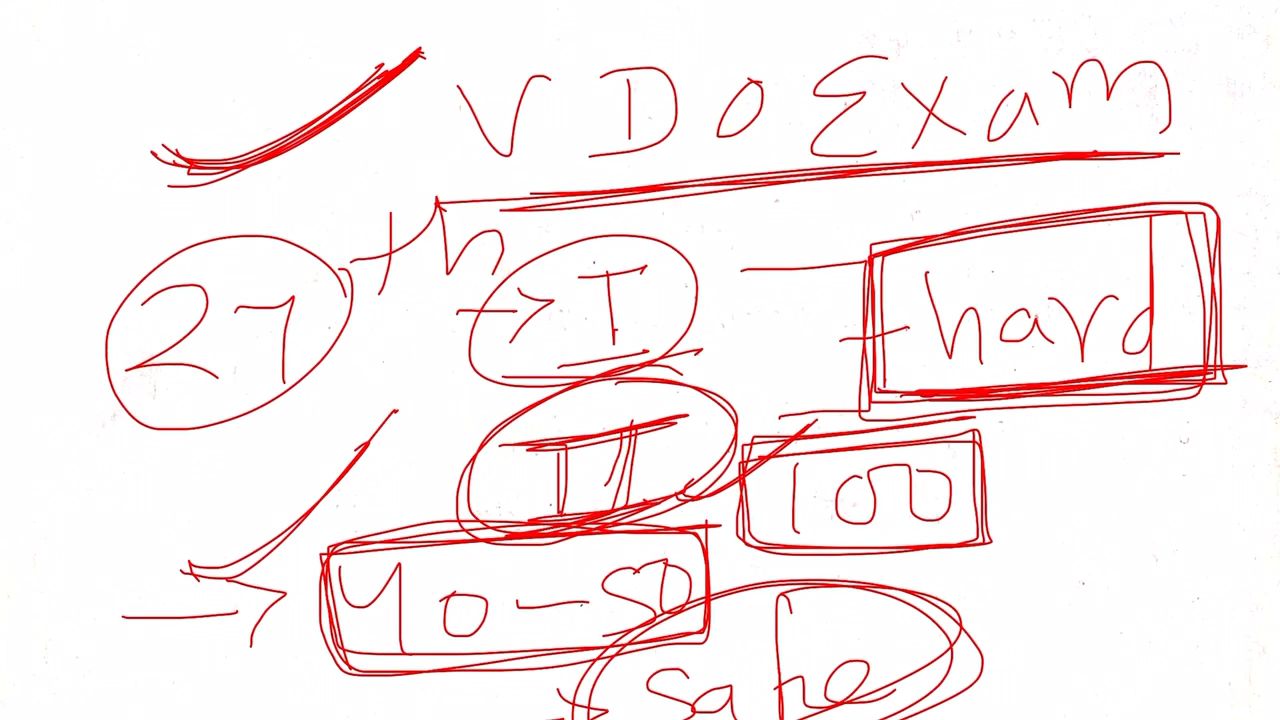 VDO Exam
27th → I - hard
II 100
→ 40-50
→ safe